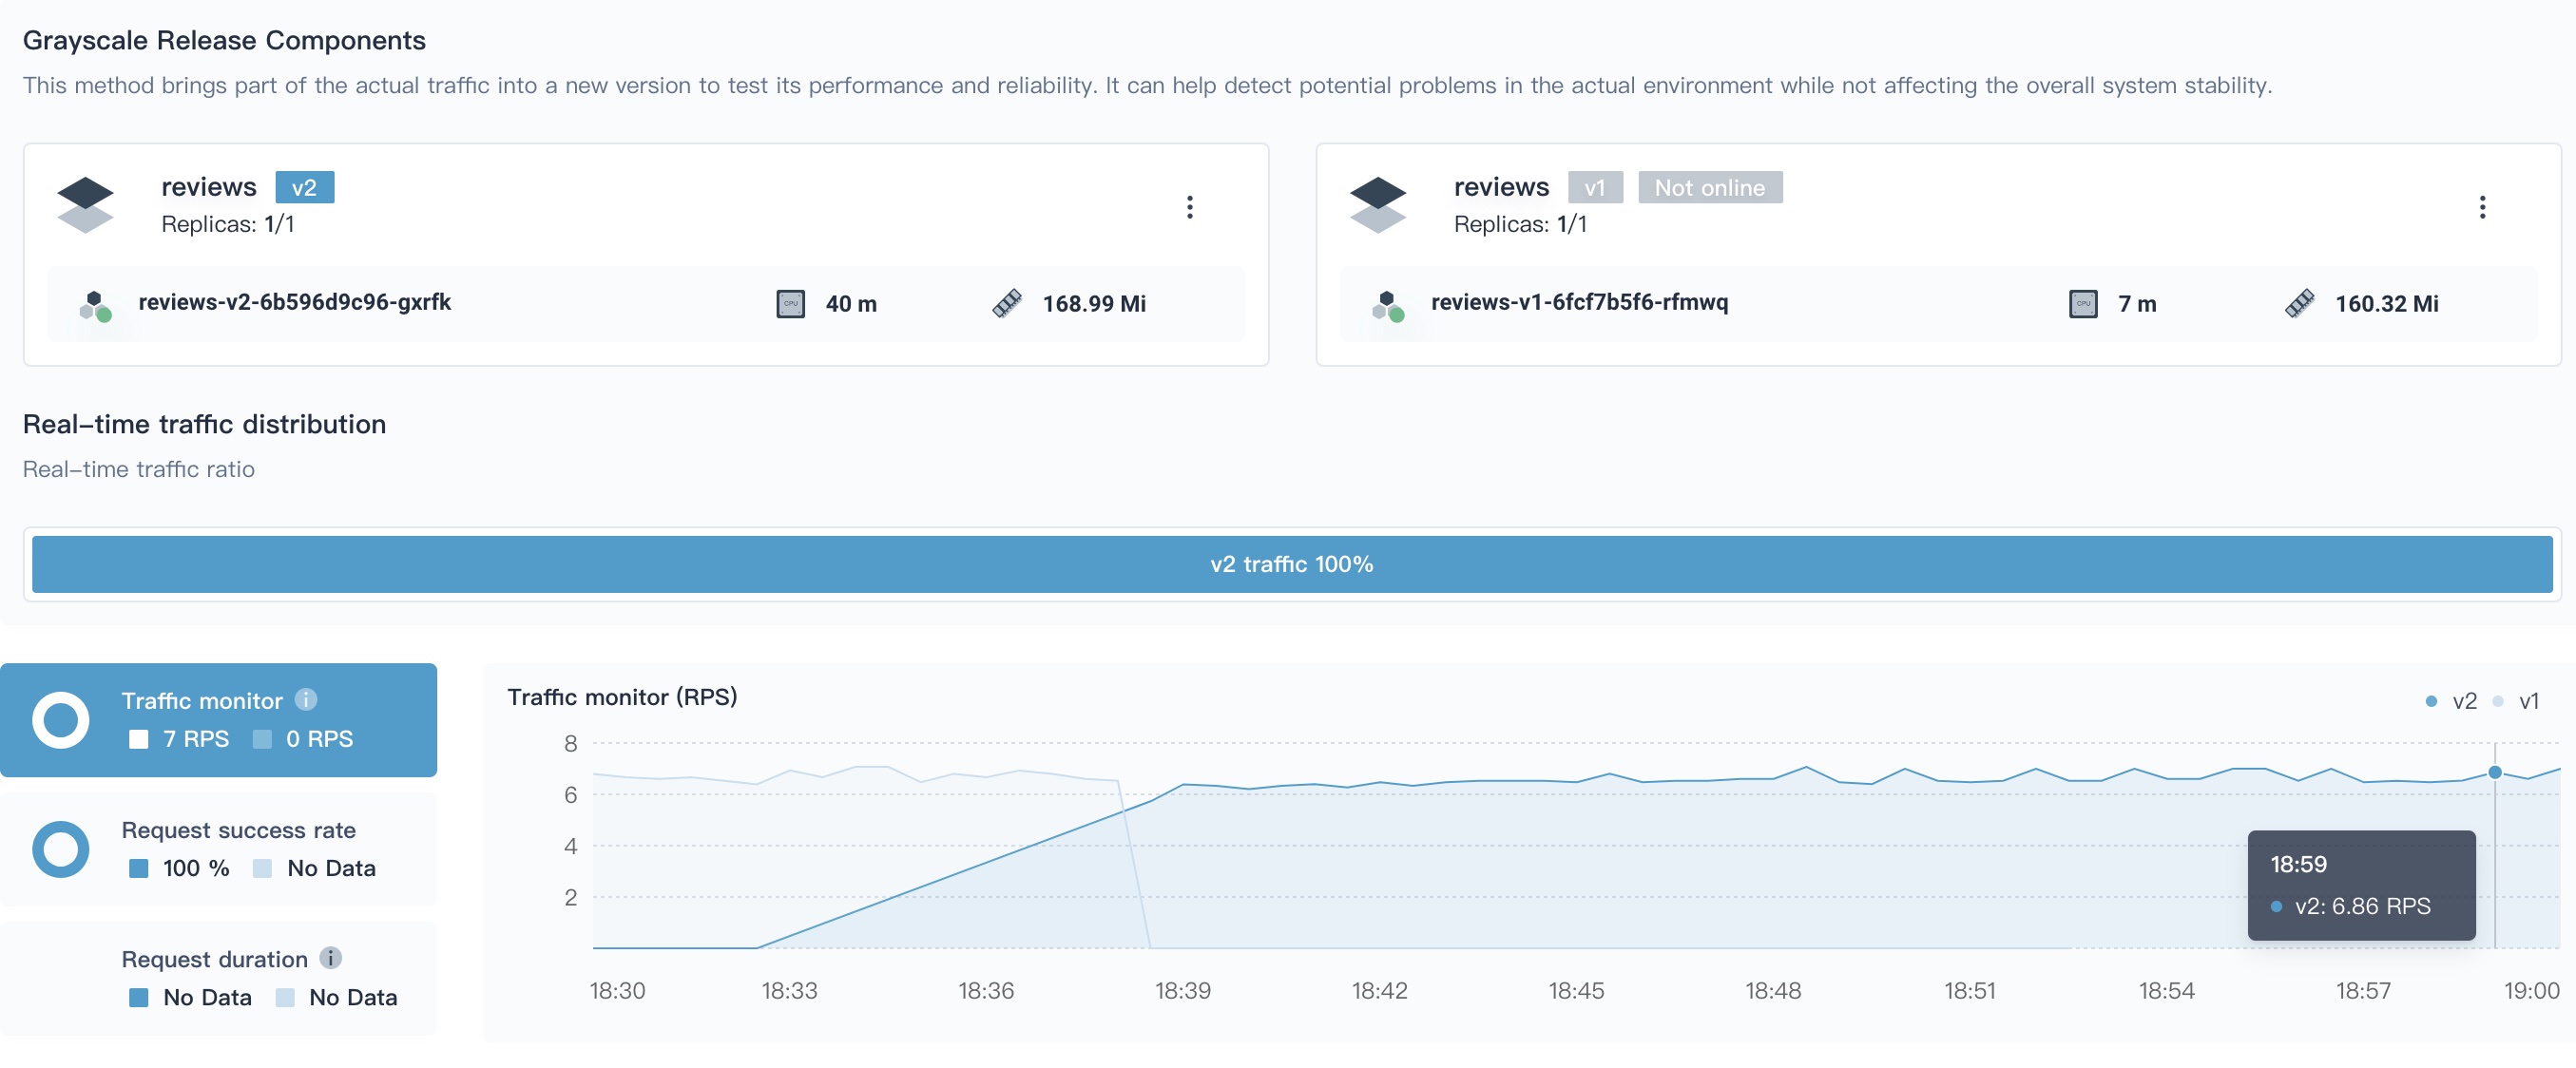 Grayscale Release Components
This method brings part of the actual traffic into a new version to test its performance and reliability. It can help detect potential problems in the actual environment while not affecting the overall system stability.
reviews v2
Replicas: 1/1
reviews-v2-6b596d9c96-gxrfk CPU 40 m 168.99 Mi
reviews v1 Not online
Replicas: 1/1
reviews-v1-6fcf7b5f6-rfmwq CPU 7 m 160.32 Mi
Real-time traffic distribution
Real-time traffic ratio
v2 traffic 100%
Traffic monitor i
7 RPS 0 RPS
Request success rate
100 % No Data
Request duration i
No Data No Data
Traffic monitor (RPS)
v2 v1
8
6
4
2
18:59
v2: 6.86 RPS
18:30 18:33 18:36 18:39 18:42 18:45 18:48 18:51 18:54 18:57 19:00